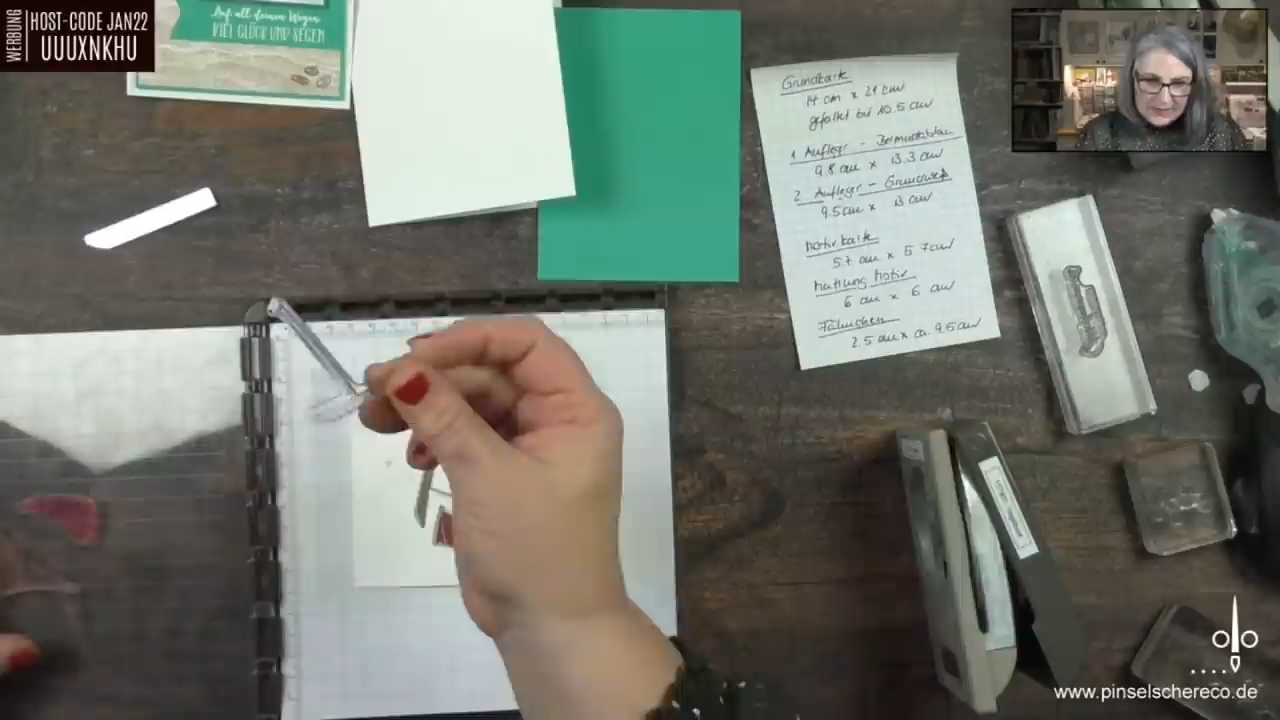 WERBUNG
HOST-CODE JAN22
UUUXNKHU
Auf all deinen Wegen
VIEL GLÜCK UND SEGEN
Grundkarte
14 cm x 21 cm
gefaltet bei 10.5 cm
1 Aufleger - Bermudablau
9.8 cm x 13.3 cm
2 Aufleger - Grundweiß
9.5 cm x 13 cm
Motivkarte
5.7 cm x 5.7 cm
Mattung Motiv
6 cm x 6 cm
Fähnchen
2.5 cm x ca. 9.5 cm
www.pinselschereco.de